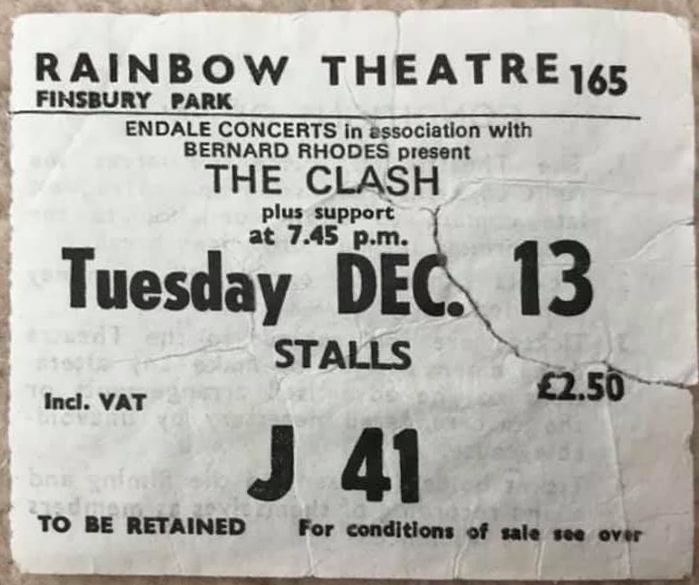 RAINBOW THEATRE 165
FINSBURY PARK
ENDALE CONCERTS in association with
BERNARD RHODES present
THE CLASH
plus support
at 7.45 p.m.
Tuesday DEC. 13
STALLS
£2.50
Incl. VAT
J 41
TO BE RETAINED For conditions of sale see over